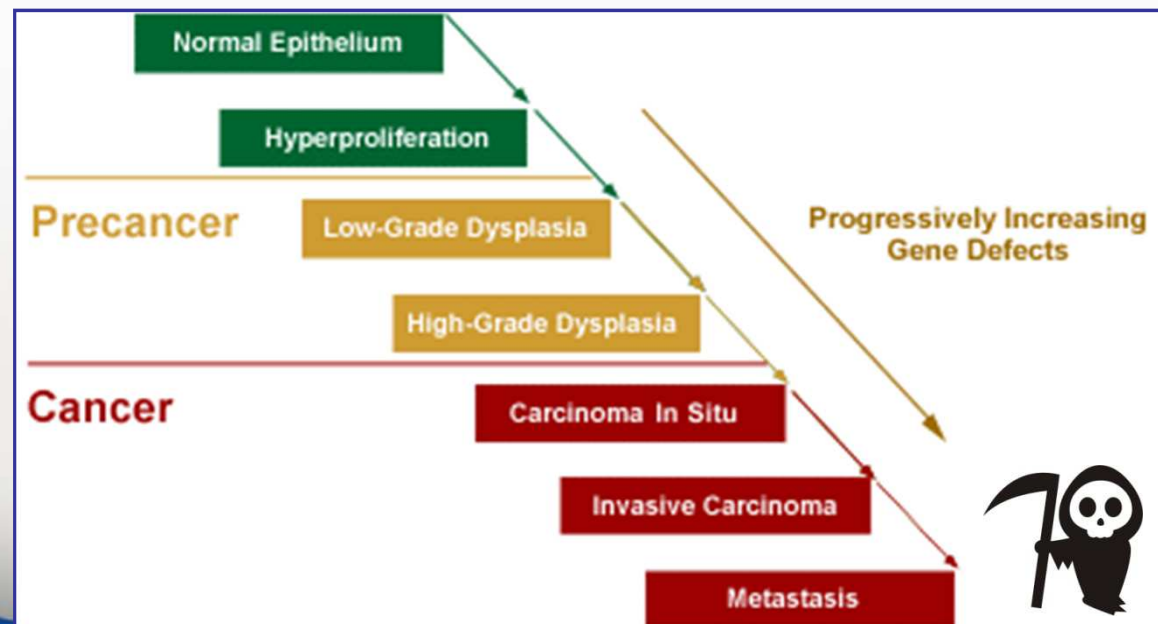 Normal Epithelium
Hyperproliferation
Precancer
Low-Grade Dysplasia
Progressively Increasing
Gene Defects
High-Grade Dysplasia
Cancer
Carcinoma In Situ
Invasive Carcinoma
Metastasis